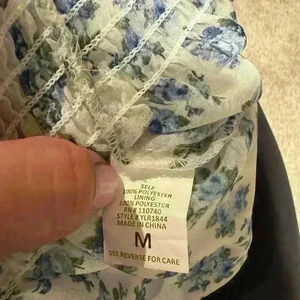 SELF
100% POLYESTER
LINING
100% POLYESTER
RN# 110740
STYLE# YLR1844
MADE IN CHINA
M
SEE REVERSE FOR CARE